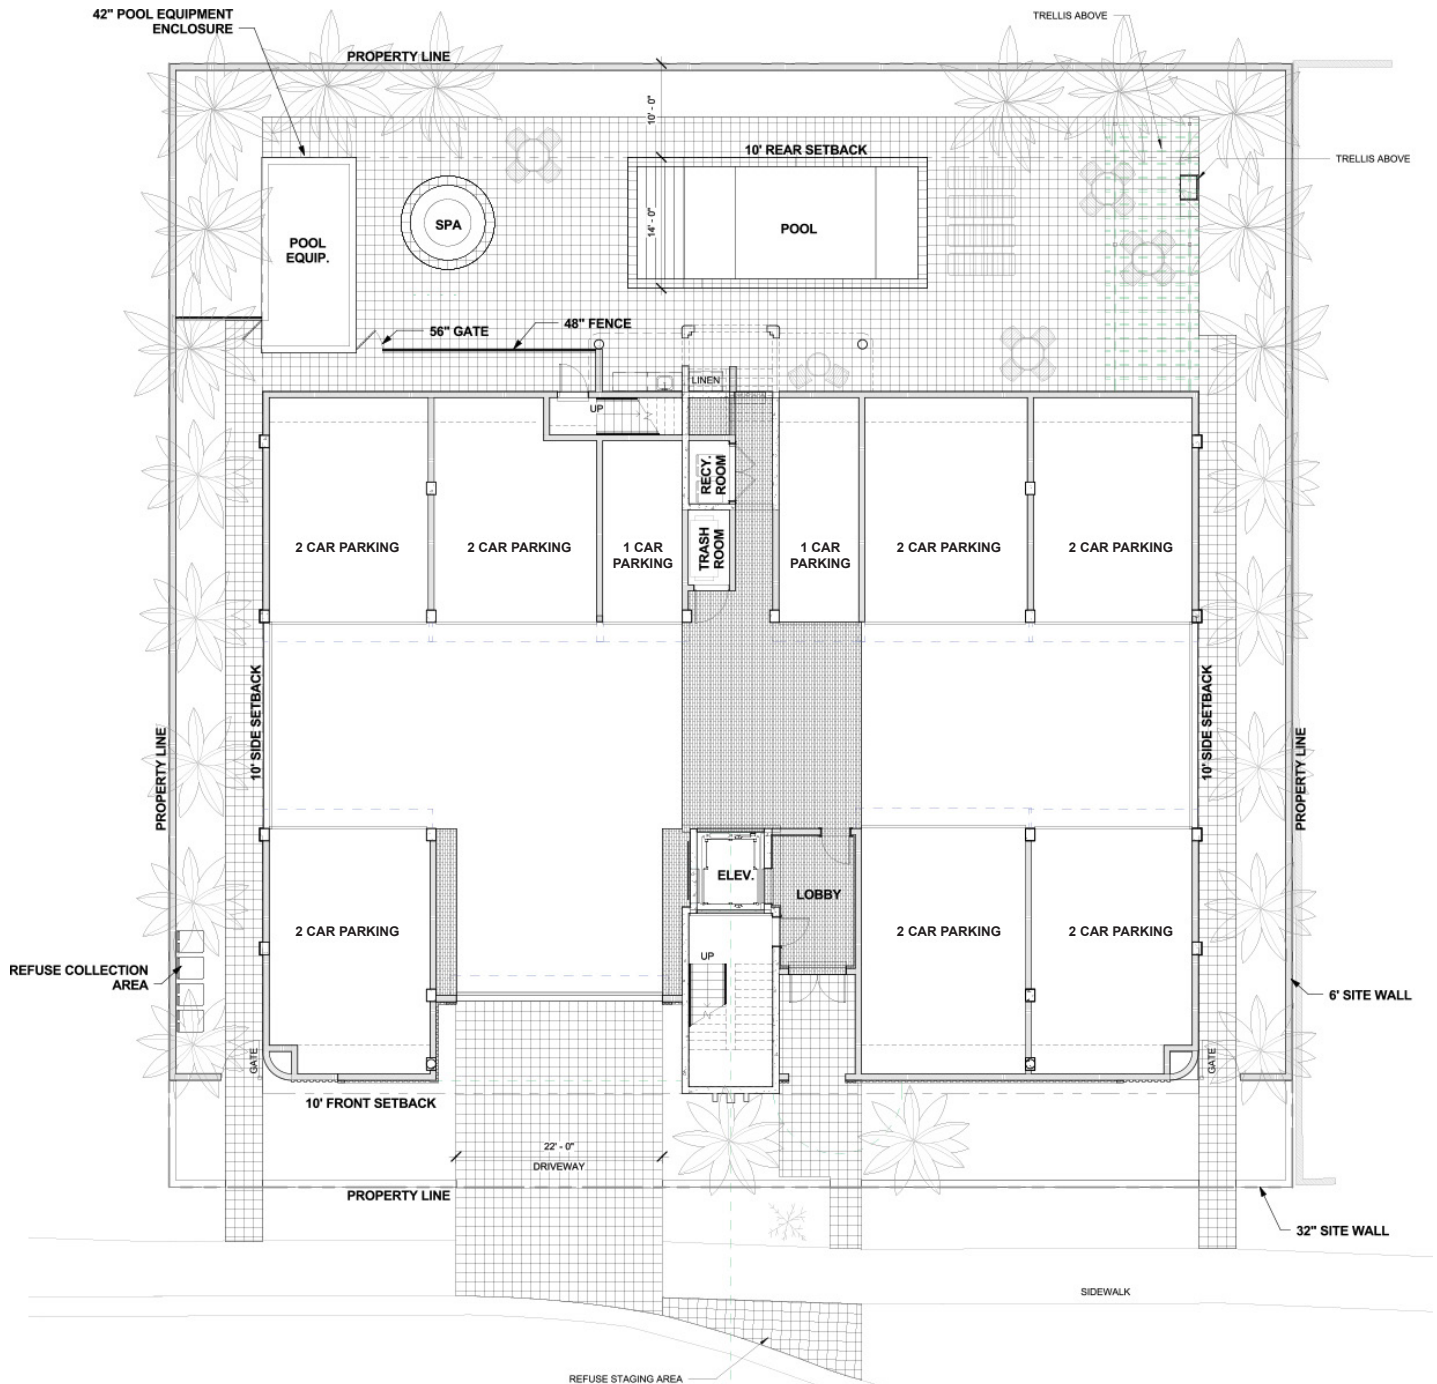 42" POOL EQUIPMENT
ENCLOSURE
TRELLIS ABOVE
PROPERTY LINE
10' - 0"
10' REAR SETBACK
TRELLIS ABOVE
14' - 0"
SPA
POOL
POOL
EQUIP.
56" GATE
48" FENCE
LINEN
UP
RECY.
ROOM
TRASH
ROOM
2 CAR PARKING
2 CAR PARKING
1 CAR
PARKING
1 CAR
PARKING
2 CAR PARKING
2 CAR PARKING
PROPERTY LINE
10' SIDE SETBACK
10' SIDE SETBACK
PROPERTY LINE
ELEV.
LOBBY
2 CAR PARKING
2 CAR PARKING
2 CAR PARKING
UP
REFUSE COLLECTION
AREA
6' SITE WALL
GATE
GATE
10' FRONT SETBACK
22' - 0"
DRIVEWAY
PROPERTY LINE
32" SITE WALL
SIDEWALK
REFUSE STAGING AREA